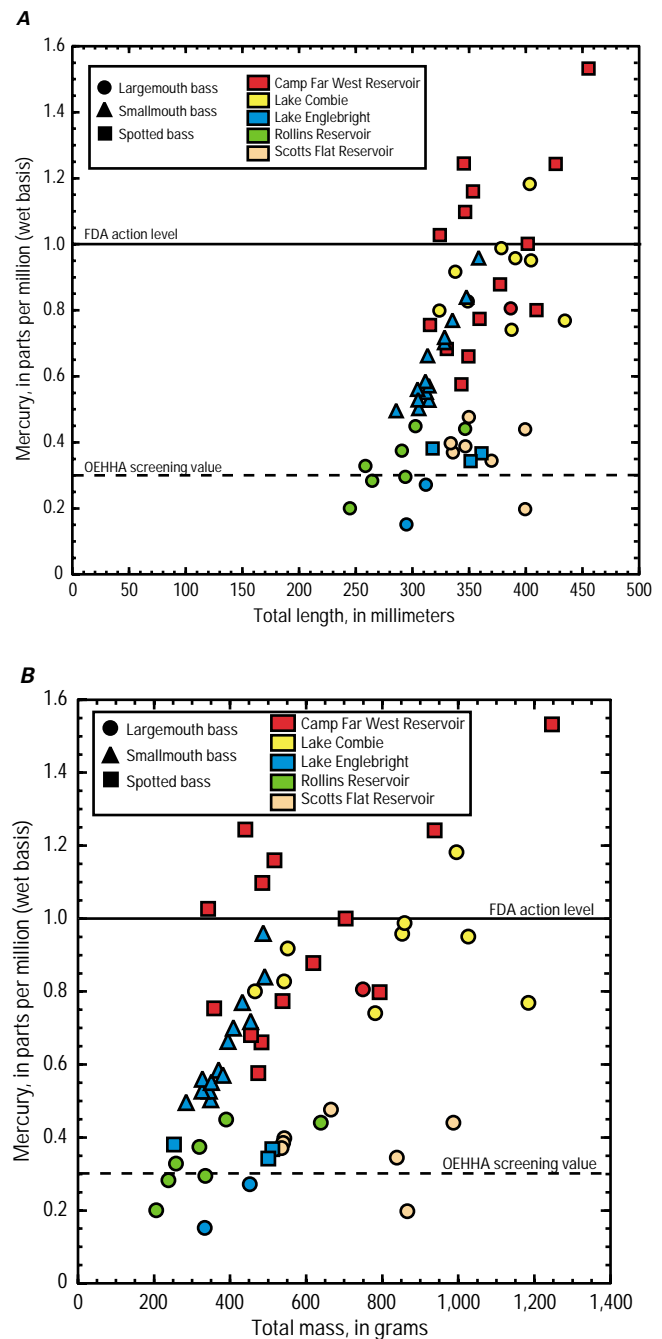 A
1.6
1.4
1.2
1.0
0.8
0.6
0.4
0.2
0
Mercury, in parts per million (wet basis)
Largemouth bass
Smallmouth bass
Spotted bass
Camp Far West Reservoir
Lake Combie
Lake Englebright
Rollins Reservoir
Scotts Flat Reservoir
FDA action level
OEHHA screening value
0 50 100 150 200 250 300 350 400 450 500
Total length, in millimeters
B
1.6
1.4
1.2
1.0
0.8
0.6
0.4
0.2
0
Mercury, in parts per million (wet basis)
Largemouth bass
Smallmouth bass
Spotted bass
Camp Far West Reservoir
Lake Combie
Lake Englebright
Rollins Reservoir
Scotts Flat Reservoir
FDA action level
OEHHA screening value
0 200 400 600 800 1,000 1,200 1,400
Total mass, in grams